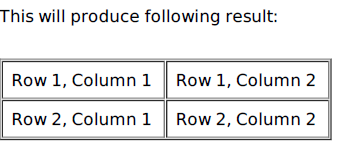 This will produce following result:
Row 1, Column 1 Row 1, Column 2
Row 2, Column 1 Row 2, Column 2